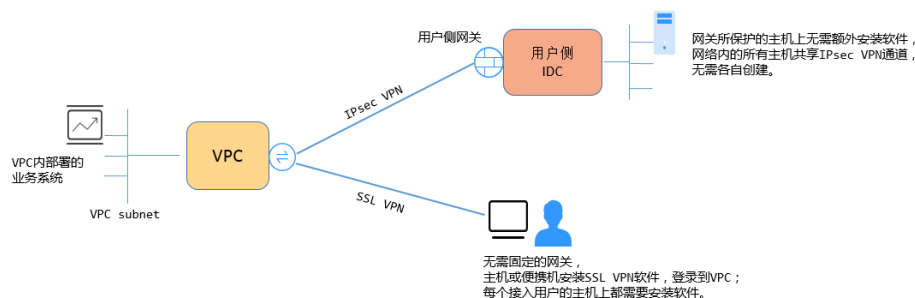 用户侧网关
用户侧
IDC
网关所保护的主机上无需额外安装软件，
网络内的所有主机共享IPsec VPN通道，
无需各自创建。
IPsec VPN
VPC
VPC内部署的
业务系统
VPC subnet
SSL VPN
无需固定的网关，
主机或便携机安装SSL VPN软件，登录到VPC；
每个接入用户的主机上都需要安装软件。